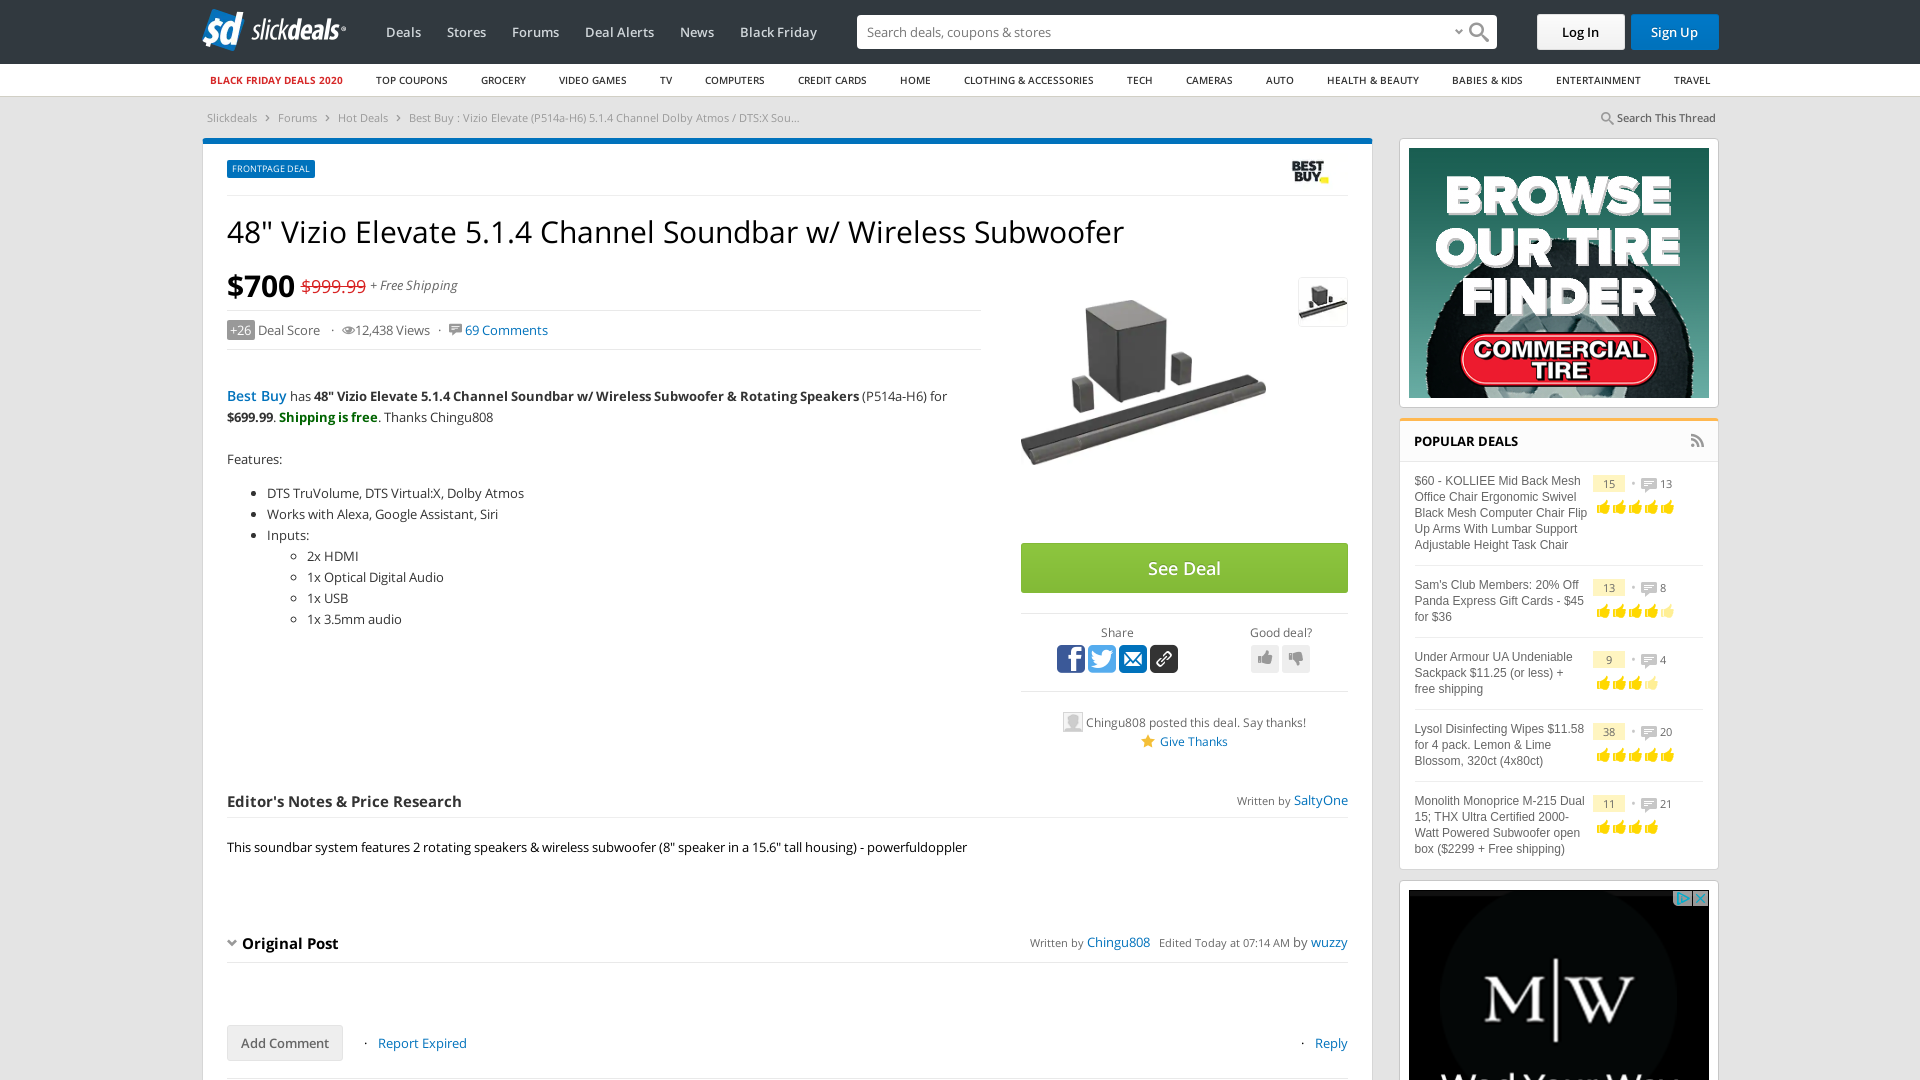 sd slickdeals
Deals Stores Forums Deal Alerts News Black Friday
Search deals, coupons & stores
Log In
Sign Up
BLACK FRIDAY DEALS 2020 TOP COUPONS GROCERY VIDEO GAMES TV COMPUTERS CREDIT CARDS HOME CLOTHING & ACCESSORIES TECH CAMERAS AUTO HEALTH & BEAUTY BABIES & KIDS ENTERTAINMENT TRAVEL
Slickdeals › Forums › Hot Deals › Best Buy : Vizio Elevate (P514a-H6) 5.1.4 Channel Dolby Atmos / DTS:X Sou...
Search This Thread
FRONTPAGE DEAL
BEST BUY
48" Vizio Elevate 5.1.4 Channel Soundbar w/ Wireless Subwoofer
$700 $999.99 + Free Shipping
+26 Deal Score · 12,438 Views · 69 Comments
Best Buy has 48" Vizio Elevate 5.1.4 Channel Soundbar w/ Wireless Subwoofer & Rotating Speakers (P514a-H6) for
$699.99. Shipping is free. Thanks Chingu808
Features:
• DTS TruVolume, DTS Virtual:X, Dolby Atmos
• Works with Alexa, Google Assistant, Siri
• Inputs:
◦ 2x HDMI
◦ 1x Optical Digital Audio
◦ 1x USB
◦ 1x 3.5mm audio
See Deal
Share
Good deal?
Chingu808 posted this deal. Say thanks!
Give Thanks
Editor's Notes & Price Research
Written by SaltyOne
This soundbar system features 2 rotating speakers & wireless subwoofer (8" speaker in a 15.6" tall housing) - powerfuldoppler
Original Post
Written by Chingu808 Edited Today at 07:14 AM by wuzzy
Add Comment · Report Expired
· Reply
BROWSE
OUR TIRE
FINDER
COMMERCIAL
TIRE
POPULAR DEALS
$60 - KOLLIEE Mid Back Mesh
Office Chair Ergonomic Swivel
Black Mesh Computer Chair Flip
Up Arms With Lumbar Support
Adjustable Height Task Chair
15 • 13
Sam's Club Members: 20% Off
Panda Express Gift Cards - $45
for $36
13 • 8
Under Armour UA Undeniable
Sackpack $11.25 (or less) +
free shipping
9 • 4
Lysol Disinfecting Wipes $11.58
for 4 pack. Lemon & Lime
Blossom, 320ct (4x80ct)
38 • 20
Monolith Monoprice M-215 Dual
15; THX Ultra Certified 2000-
Watt Powered Subwoofer open
box ($2299 + Free shipping)
11 • 21
M|W